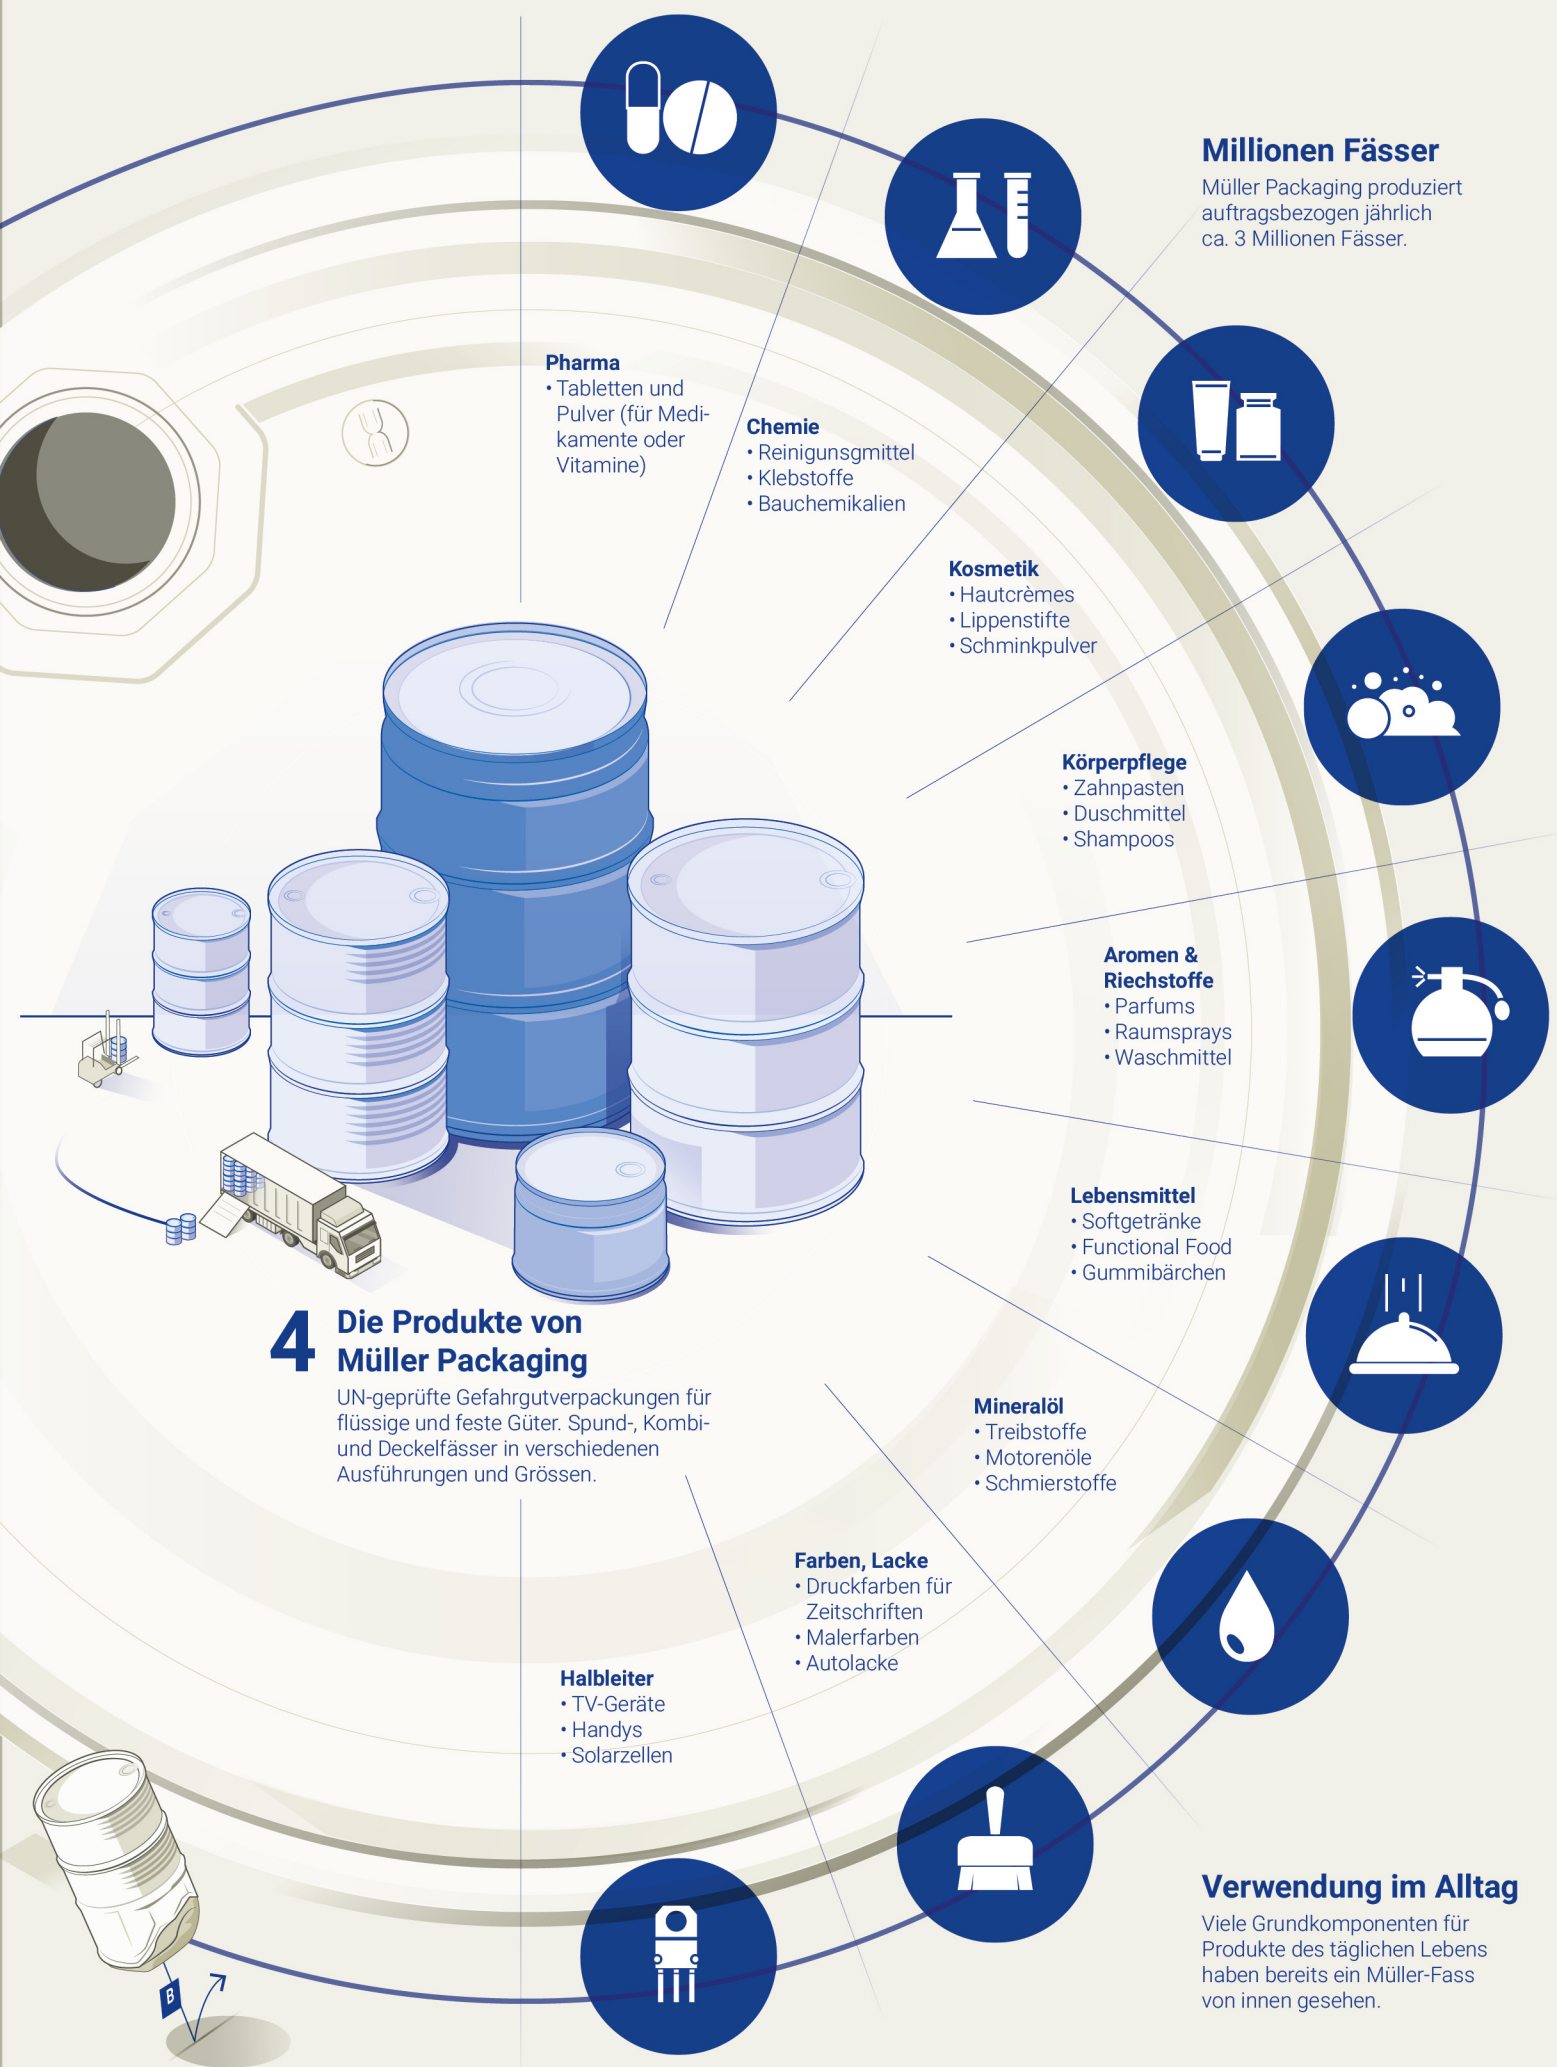 Millionen Fässer
Müller Packaging produziert
auftragsbezogen jährlich
ca. 3 Millionen Fässer.
Pharma
• Tabletten und
Pulver (für Medi-
kamente oder
Vitamine)
Chemie
• Reinigunsgmittel
• Klebstoffe
• Bauchemikalien
Kosmetik
• Hautcrèmes
• Lippenstifte
• Schminkpulver
Körperpflege
• Zahnpasten
• Duschmittel
• Shampoos
Aromen &
Riechstoffe
• Parfums
• Raumsprays
• Waschmittel
Lebensmittel
• Softgetränke
• Functional Food
• Gummibärchen
4 Die Produkte von
Müller Packaging
UN-geprüfte Gefahrgutverpackungen für
flüssige und feste Güter. Spund-, Kombi-
und Deckelfässer in verschiedenen
Ausführungen und Grössen.
Mineralöl
• Treibstoffe
• Motorenöle
• Schmierstoffe
Farben, Lacke
• Druckfarben für
Zeitschriften
• Malerfarben
• Autolacke
Halbleiter
• TV-Geräte
• Handys
• Solarzellen
B
Verwendung im Alltag
Viele Grundkomponenten für
Produkte des täglichen Lebens
haben bereits ein Müller-Fass
von innen gesehen.